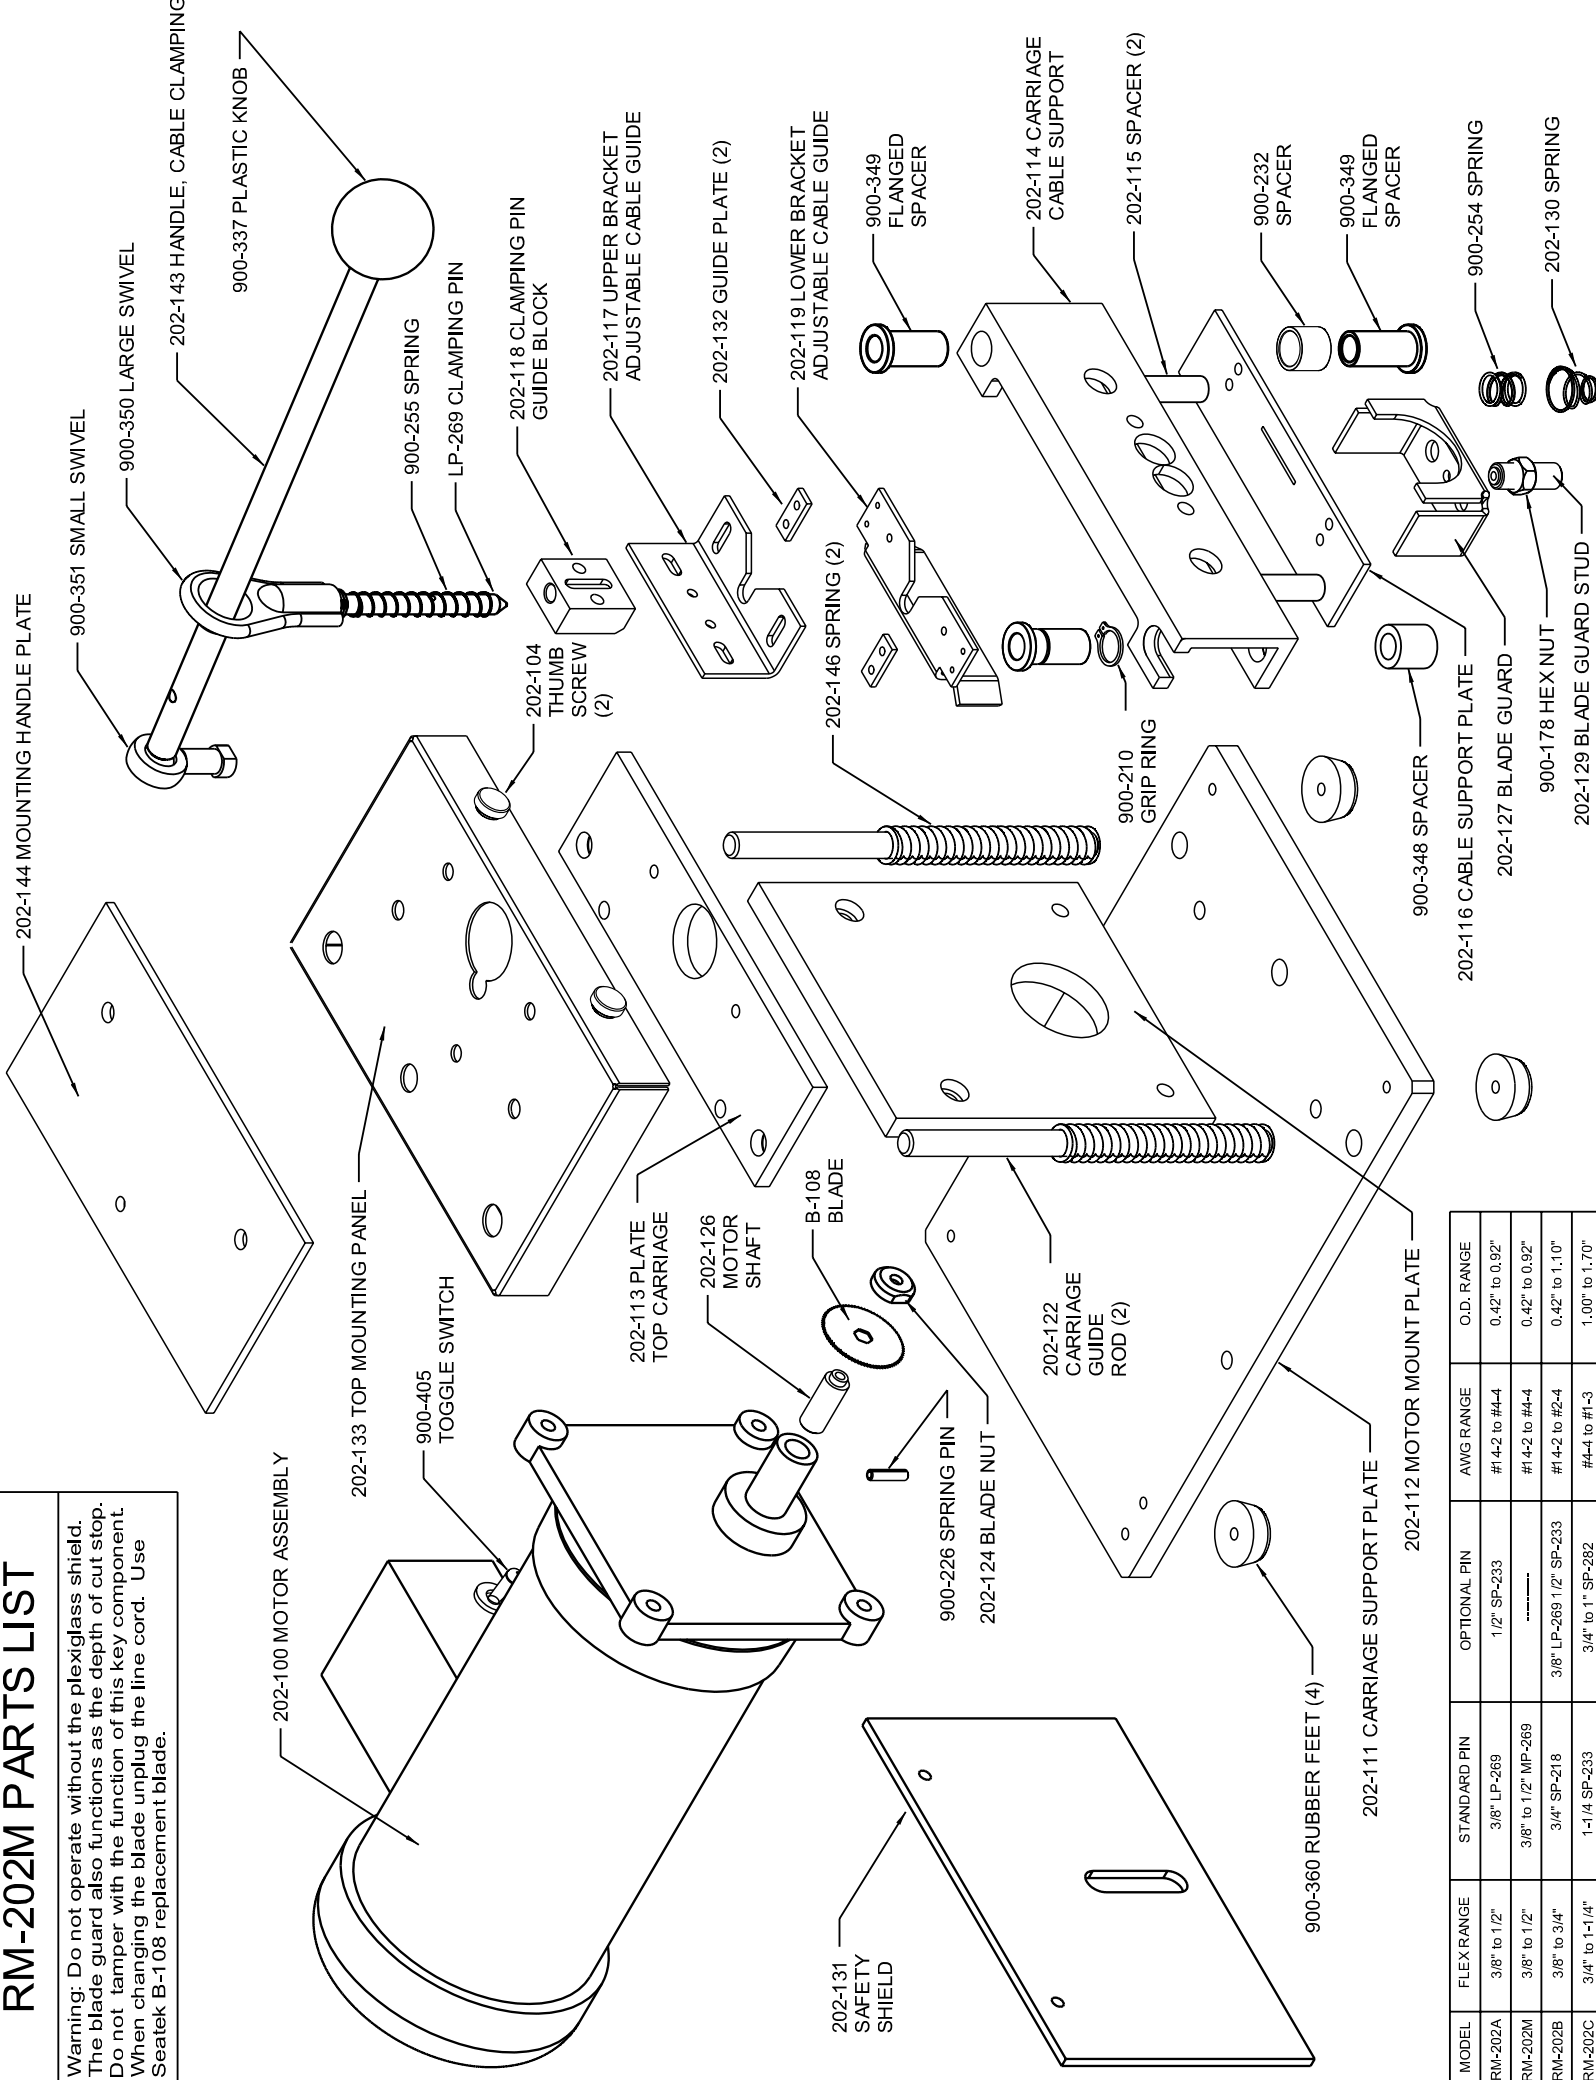 RM-202M PARTS LIST
Warning: Do not operate without the plexiglass shield.
The blade guard also functions as the depth of cut stop.
Do not tamper with the function of this key component.
When changing the blade unplug the line cord. Use
Seatek B-108 replacement blade.
202-144 MOUNTING HANDLE PLATE
900-351 SMALL SWIVEL
900-350 LARGE SWIVEL
202-143 HANDLE, CABLE CLAMPING
900-337 PLASTIC KNOB
900-255 SPRING
LP-269 CLAMPING PIN
202-118 CLAMPING PIN
GUIDE BLOCK
202-117 UPPER BRACKET
ADJUSTABLE CABLE GUIDE
202-132 GUIDE PLATE (2)
202-119 LOWER BRACKET
ADJUSTABLE CABLE GUIDE
900-349
FLANGED
SPACER
202-114 CARRIAGE
CABLE SUPPORT
202-115 SPACER (2)
900-232
SPACER
900-349
FLANGED
SPACER
900-254 SPRING
202-130 SPRING
202-104
THUMB
SCREW
(2)
202-146 SPRING (2)
900-210
GRIP RING
900-348 SPACER
202-116 CABLE SUPPORT PLATE
202-127 BLADE GUARD
900-178 HEX NUT
202-129 BLADE GUARD STUD
202-100 MOTOR ASSEMBLY
202-133 TOP MOUNTING PANEL
900-405
TOGGLE SWITCH
202-113 PLATE
TOP CARRIAGE
202-126
MOTOR
SHAFT
B-108
BLADE
900-226 SPRING PIN
202-124 BLADE NUT
202-122
CARRIAGE
GUIDE
ROD (2)
202-131
SAFETY
SHIELD
900-360 RUBBER FEET (4)
202-111 CARRIAGE SUPPORT PLATE
202-112 MOTOR MOUNT PLATE
MODEL FLEX RANGE STANDARD PIN OPTIONAL PIN AWG RANGE O.D. RANGE
RM-202A 3/8" to 1/2" 3/8" LP-269 1/2" SP-233 #14-2 to #4-4 0.42" to 0.92"
RM-202M 3/8" to 1/2" 3/8" to 1/2" MP-269 ---------- #14-2 to #4-4 0.42" to 0.92"
RM-202B 3/8" to 3/4" 3/4" SP-218 3/8" LP-269 1/2" SP-233 #14-2 to #2-4 0.42" to 1.10"
RM-202C 3/4" to 1-1/4" 1-1/4 SP-233 3/4" to 1" SP-282 #4-4 to #1-3 1.00" to 1.70"